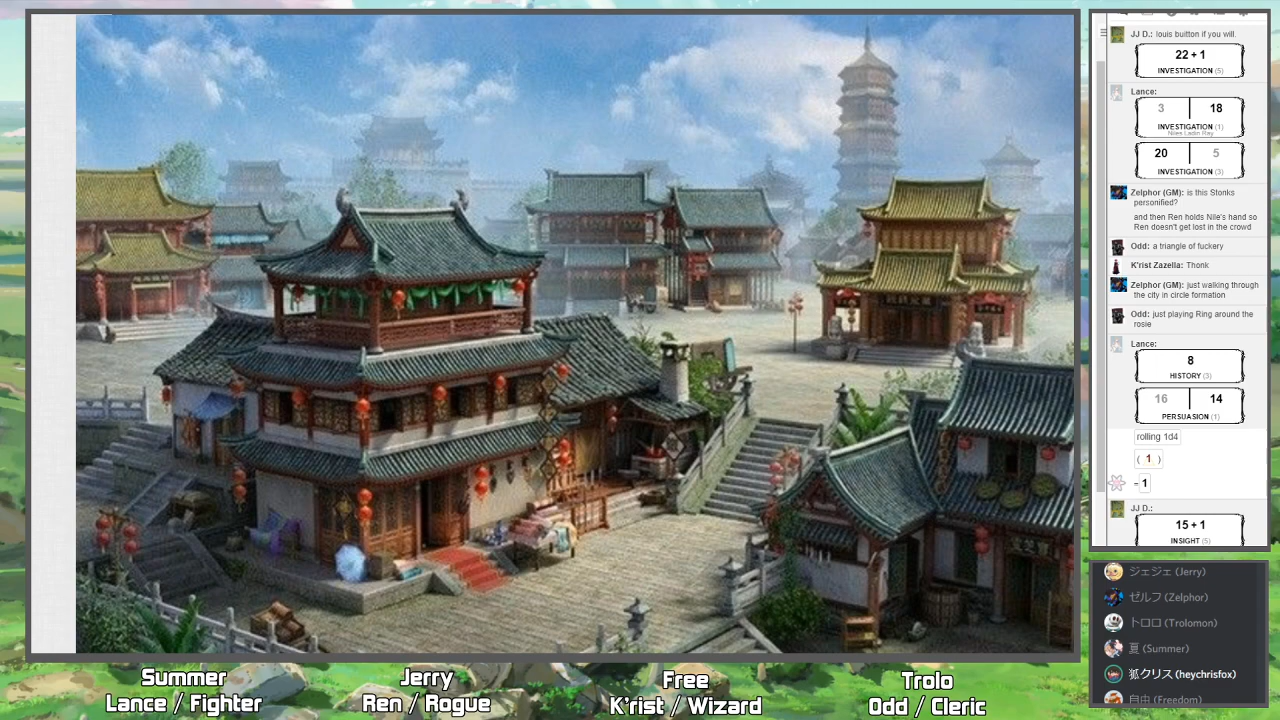 JJ D.: louis buitton if you will.
22 + 1
INVESTIGATION (5)
Lance:
3 18
INVESTIGATION (1)
Niles Ladin Ray
20 5
INVESTIGATION (3)
Zelphor (GM): is this Stonks
personified?
and then Ren holds Nile's hand so
Ren doesn't get lost in the crowd
Odd: a triangle of fuckery
K'rist Zazella: Thonk
Zelphor (GM): just walking through
the city in circle formation
Odd: just playing Ring around the
rosie
Lance:
8
HISTORY (3)
16 14
PERSUASION (1)
rolling 1d4
( 1 )
=1
JJ D.:
15 + 1
INSIGHT (5)
ジェジェ (Jerry)
ゼルフ (Zelphor)
トロロ (Trolomon)
夏 (Summer)
狐クリス (heychrisfox)
自由 (Freedom)
Summer
Lance / Fighter
Jerry
Ren / Rogue
Free
K'rist / Wizard
Trolo
Odd / Cleric